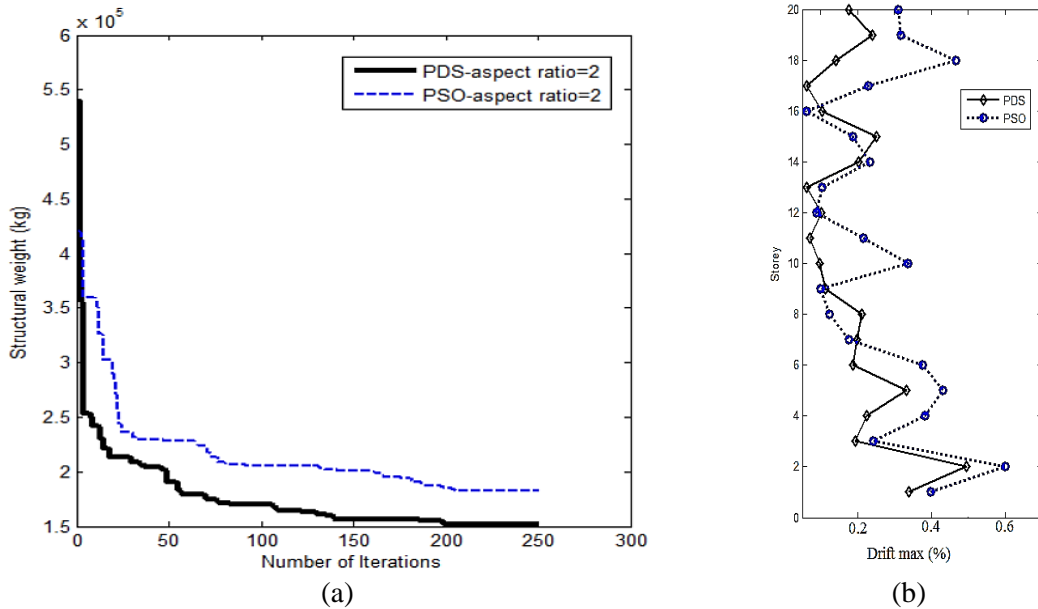 × 10⁵
6
5.5
5
4.5
4
3.5
3
2.5
2
1.5
Structural weight (kg)
PDS-aspect ratio=2
PSO-aspect ratio=2
0 50 100 150 200 250 300
Number of Iterations
(a)
20
18
16
14
12
10
8
6
4
2
0
Storey
PDS
PSO
0.2 0.4 0.6
Drift max (%)
(b)